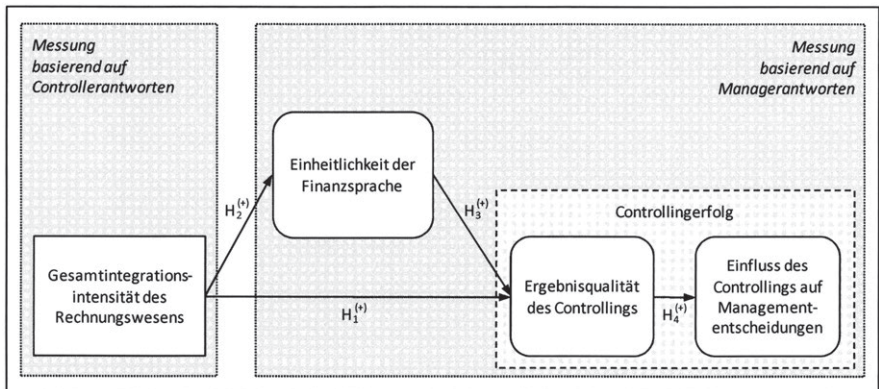 Messung
basierend auf
Controllerantworten
Messung
basierend auf
Managerantworten
Einheitlichkeit der
Finanzsprache
H₂⁽⁺⁾
H₃⁽⁺⁾
Controllingerfolg
Gesamtintegrations-
intensität des
Rechnungswesens
H₁⁽⁺⁾
Ergebnisqualität
des Controllings
H₄⁽⁺⁾
Einfluss des
Controllings auf
Management-
entscheidungen